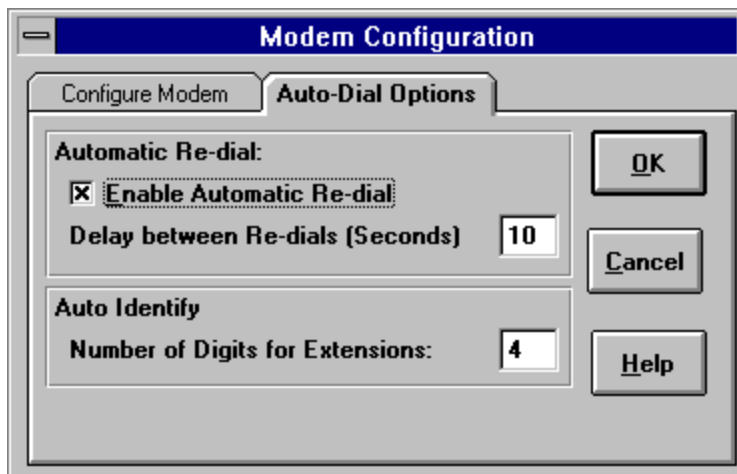 Modem Configuration
Configure Modem Auto-Dial Options
Automatic Re-dial:
Enable Automatic Re-dial
Delay between Re-dials (Seconds) 10
Auto Identify
Number of Digits for Extensions: 4
OK
Cancel
Help